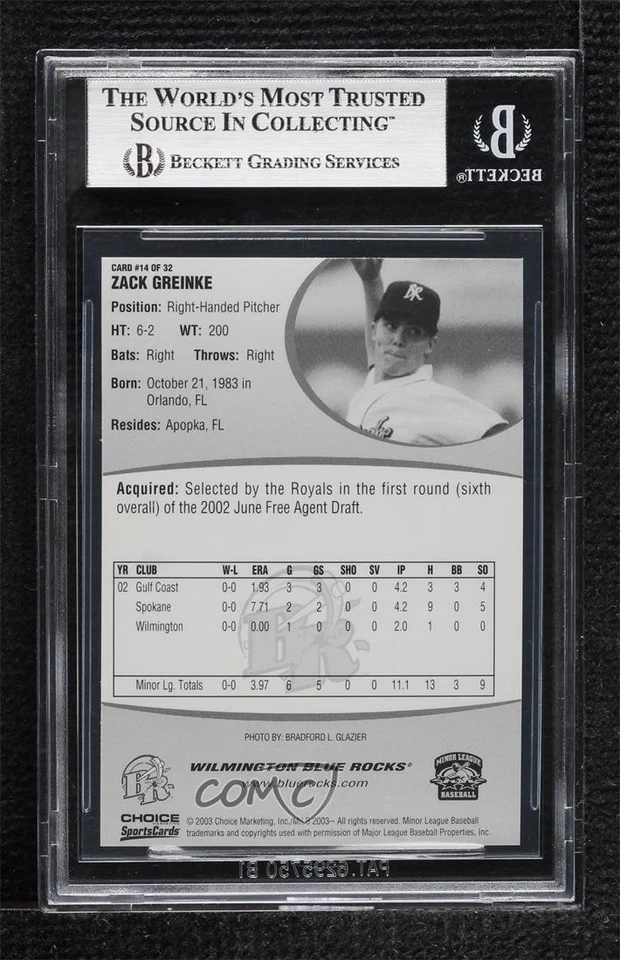 THE WORLD'S MOST TRUSTED
SOURCE IN COLLECTING™
B BECKETT GRADING SERVICES
B
BECKETT®
CARD #14 OF 32
ZACK GREINKE
Position: Right-Handed Pitcher
HT: 6-2 WT: 200
Bats: Right Throws: Right
Born: October 21, 1983 in
Orlando, FL
Resides: Apopka, FL
BR
Acquired: Selected by the Royals in the first round (sixth
overall) of the 2002 June Free Agent Draft.
YR CLUB W-L ERA G GS SHO SV IP H BB SO
02 Gulf Coast 0-0 1.93 3 3 0 0 4.2 3 3 4
Spokane 0-0 7.71 2 2 0 0 4.2 9 0 5
Wilmington 0-0 0.00 1 0 0 0 2.0 1 0 0
Minor Lg. Totals 0-0 3.97 6 5 0 0 11.1 13 3 9
PHOTO BY: BRADFORD L. GLAZIER
BR
WILMINGTON BLUE ROCKS®
www.bluerocks.com
COMC
MINOR LEAGUE
BASEBALL
CHOICE
SportsCards
© 2003 Choice Marketing, Inc./MiLB 2003-- All rights reserved. Minor League Baseball
trademarks and copyrights used with permission of Major League Baseball Properties, Inc.
PAT.6295750 B1